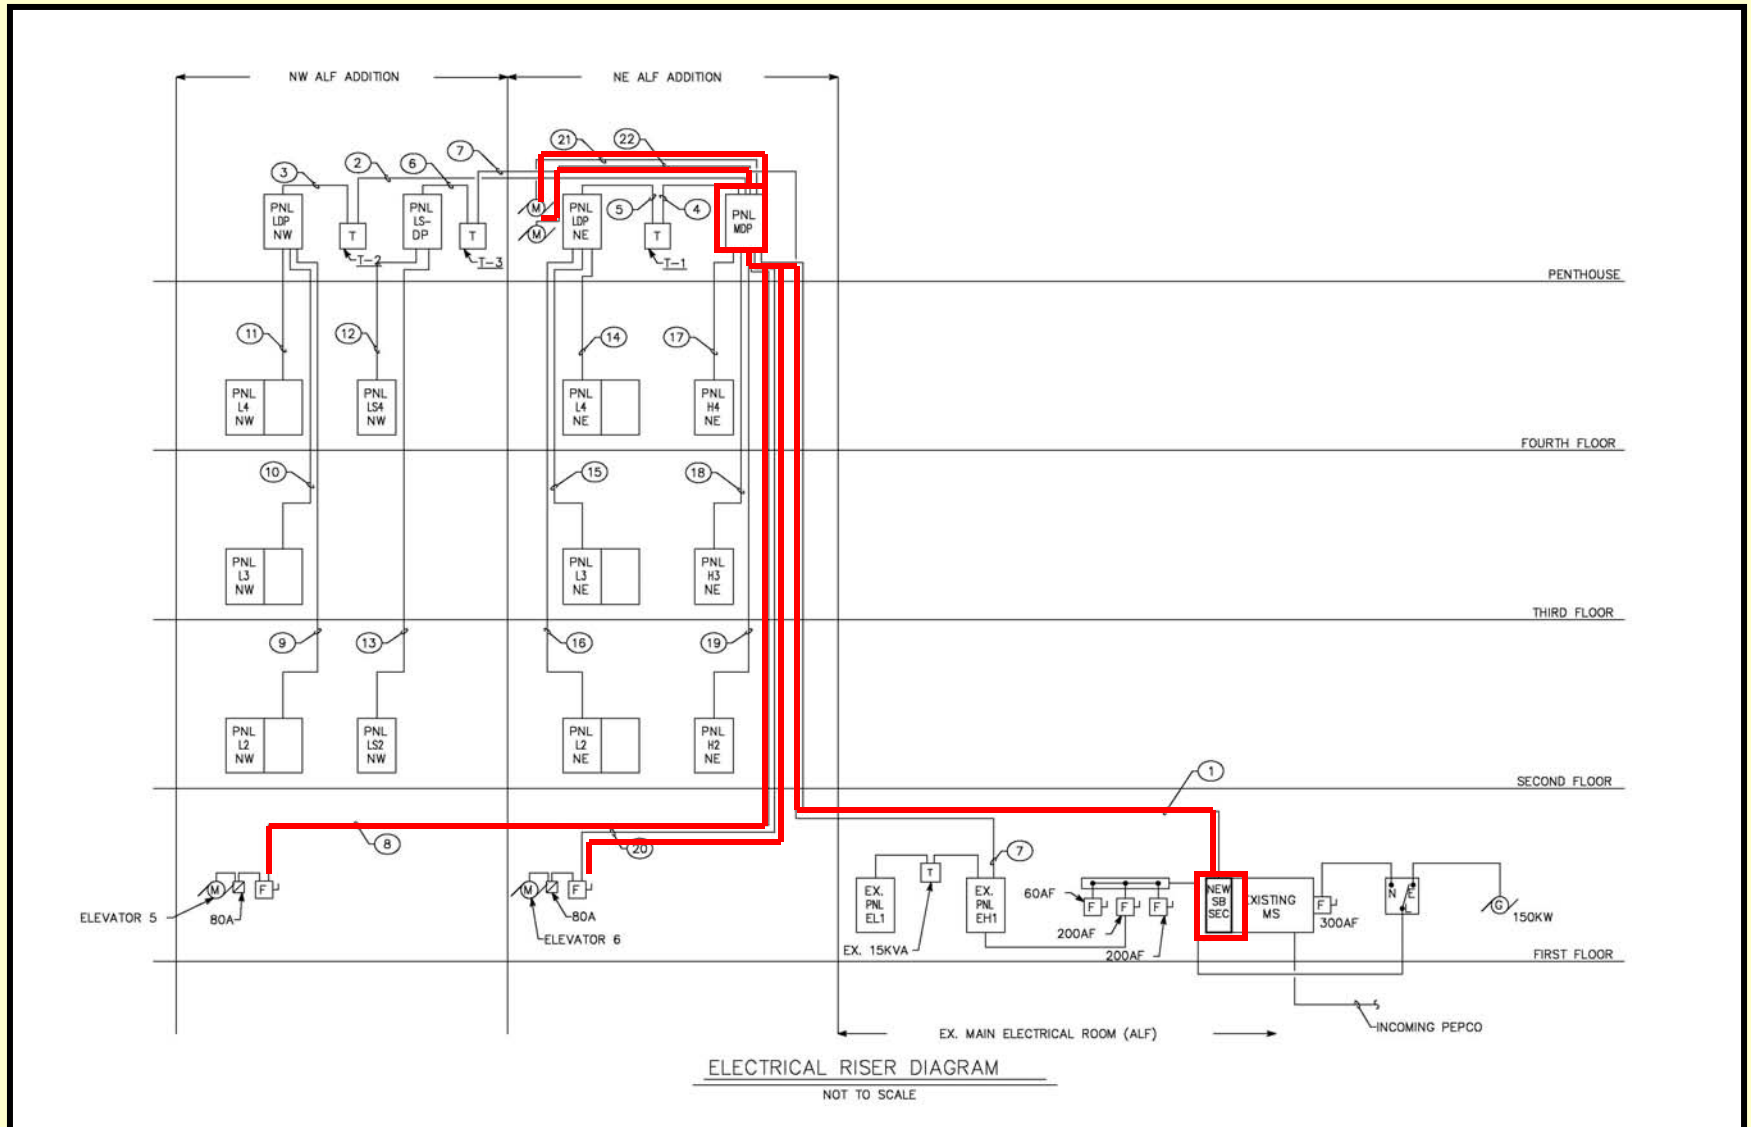 NW ALF ADDITION
NE ALF ADDITION
21
22
7
2
6
3
PNL
LDP
NW
T
T-2
PNL
LS-
DP
T
T-3
M
M
PNL
LDP
NE
5
4
T
T-1
PNL
MDP
PENTHOUSE
11
12
14
17
PNL
L4
NW
PNL
LS4
NW
PNL
L4
NE
PNL
H4
NE
FOURTH FLOOR
10
15
18
PNL
L3
NW
PNL
L3
NE
PNL
H3
NE
THIRD FLOOR
9
13
16
19
PNL
L2
NW
PNL
LS2
NW
PNL
L2
NE
PNL
H2
NE
1
SECOND FLOOR
8
20
7
M
F
ELEVATOR 5
80A
M
F
80A
ELEVATOR 6
EX.
PNL
EL1
T
EX. 15KVA
EX.
PNL
EH1
60AF
F
F
F
200AF
200AF
NEW
SB
SEC
EXISTING
MS
F
300AF
N
E
L
G
150KW
FIRST FLOOR
INCOMING PEPCO
EX. MAIN ELECTRICAL ROOM (ALF)
ELECTRICAL RISER DIAGRAM
NOT TO SCALE